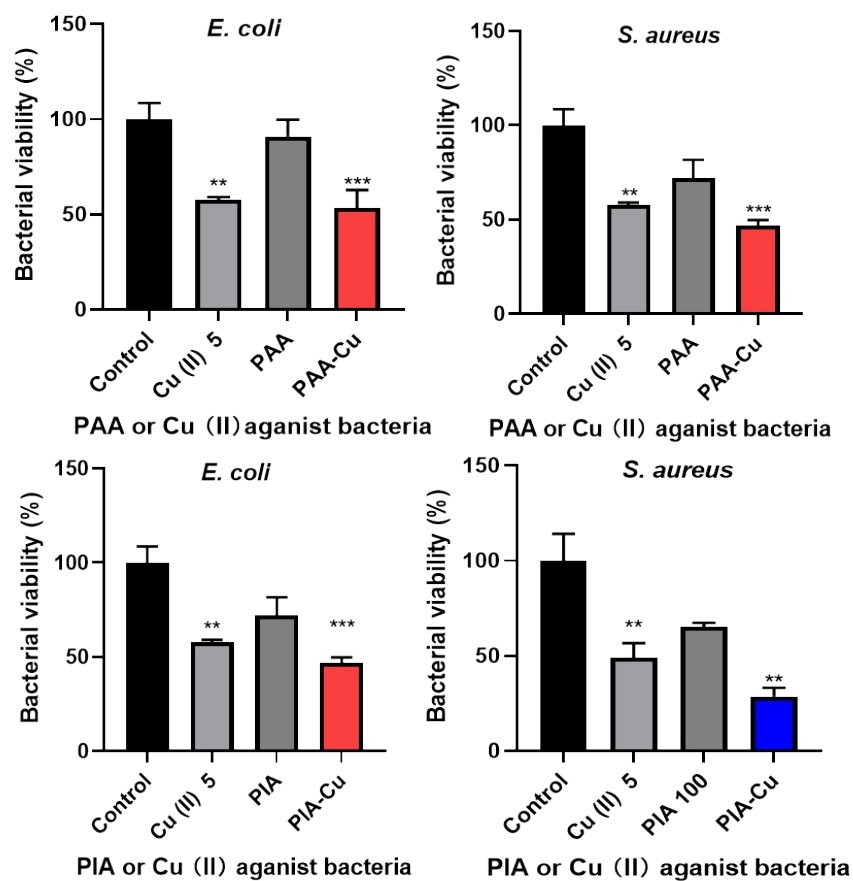 E. coli
Bacterial viability (%)
150
100
50
0
**
***
Control
Cu (II) 5
PAA
PAA-Cu
PAA or Cu (II) aganist bacteria
S. aureus
Bacterial viability (%)
150
100
50
0
**
***
Control
Cu (II) 5
PAA
PAA-Cu
PAA or Cu (II) aganist bacteria
E. coli
Bacterial viability (%)
150
100
50
0
**
***
Control
Cu (II) 5
PIA
PIA-Cu
PIA or Cu (II) aganist bacteria
S. aureus
Bacterial viability (%)
150
100
50
0
**
**
Control
Cu (II) 5
PIA 100
PIA-Cu
PIA or Cu (II) aganist bacteria